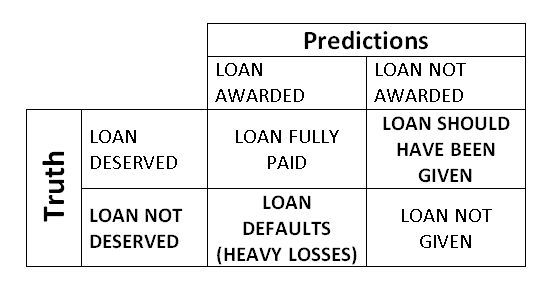 Predictions
LOAN
AWARDED
LOAN NOT
AWARDED
Truth
LOAN
DESERVED
LOAN FULLY
PAID
LOAN SHOULD
HAVE BEEN
GIVEN
LOAN NOT
DESERVED
LOAN
DEFAULTS
(HEAVY LOSSES)
LOAN NOT
GIVEN